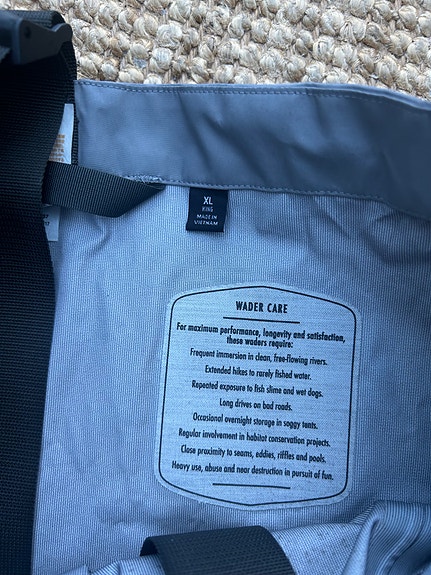 XL
KING
MADE IN
VIETNAM
WADER CARE
For maximum performance, longevity and satisfaction,
these waders require:
Frequent immersion in clean, free-flowing rivers.
Extended hikes to rarely fished water.
Repeated exposure to fish slime and wet dogs.
Long drives on bad roads.
Occasional overnight storage in soggy tents.
Regular involvement in habitat conservation projects.
Close proximity to seams, eddies, riffles and pools.
Heavy use, abuse and near destruction in pursuit of fun.